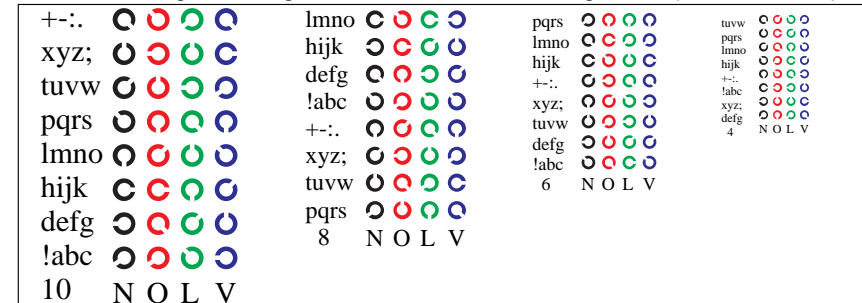 +-:.
xyz;
tuvw
pqrs
lmno
hijk
defg
!abc
10 N O L V
lmno
hijk
defg
!abc
+-:.
xyz;
tuvw
pqrs
8 N O L V
pqrs
lmno
hijk
+-:.
xyz;
tuvw
defg
!abc
6 N O L V
tuvw
pqrs
lmno
hijk
+-:.
!abc
xyz;
defg
4 N O L V